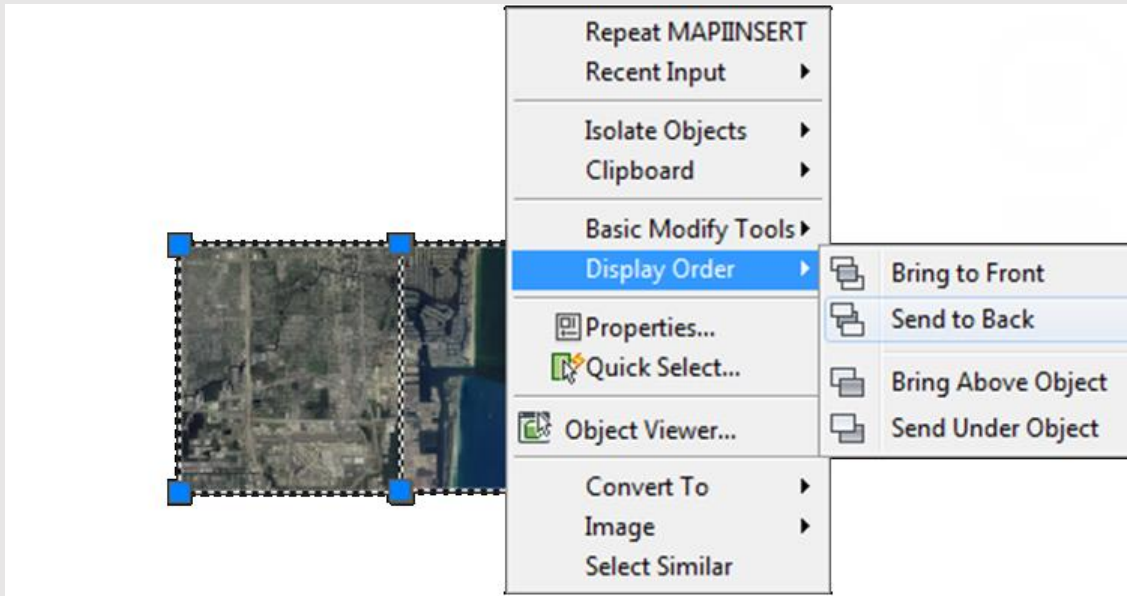 Repeat MAPIINSERT
Recent Input
Isolate Objects
Clipboard
Basic Modify Tools
Display Order
Bring to Front
Send to Back
Bring Above Object
Send Under Object
Properties...
Quick Select...
Object Viewer...
Convert To
Image
Select Similar